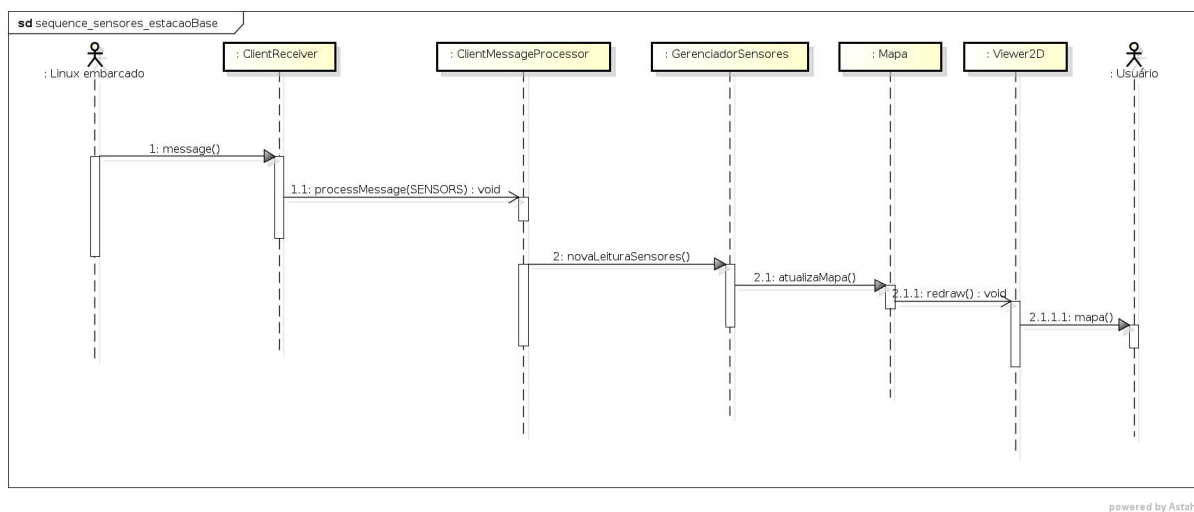 sd sequence_sensores_estacaoBase
: Linux embarcado
: ClientReceiver
: ClientMessageProcessor
: GerenciadorSensores
: Mapa
: Viewer2D
: Usuário
1: message()
1.1: processMessage(SENSORS) : void
2: novaLeituraSensores()
2.1: atualizaMapa()
2.1.1: redraw() : void
2.1.1.1: mapa()
powered by Astah